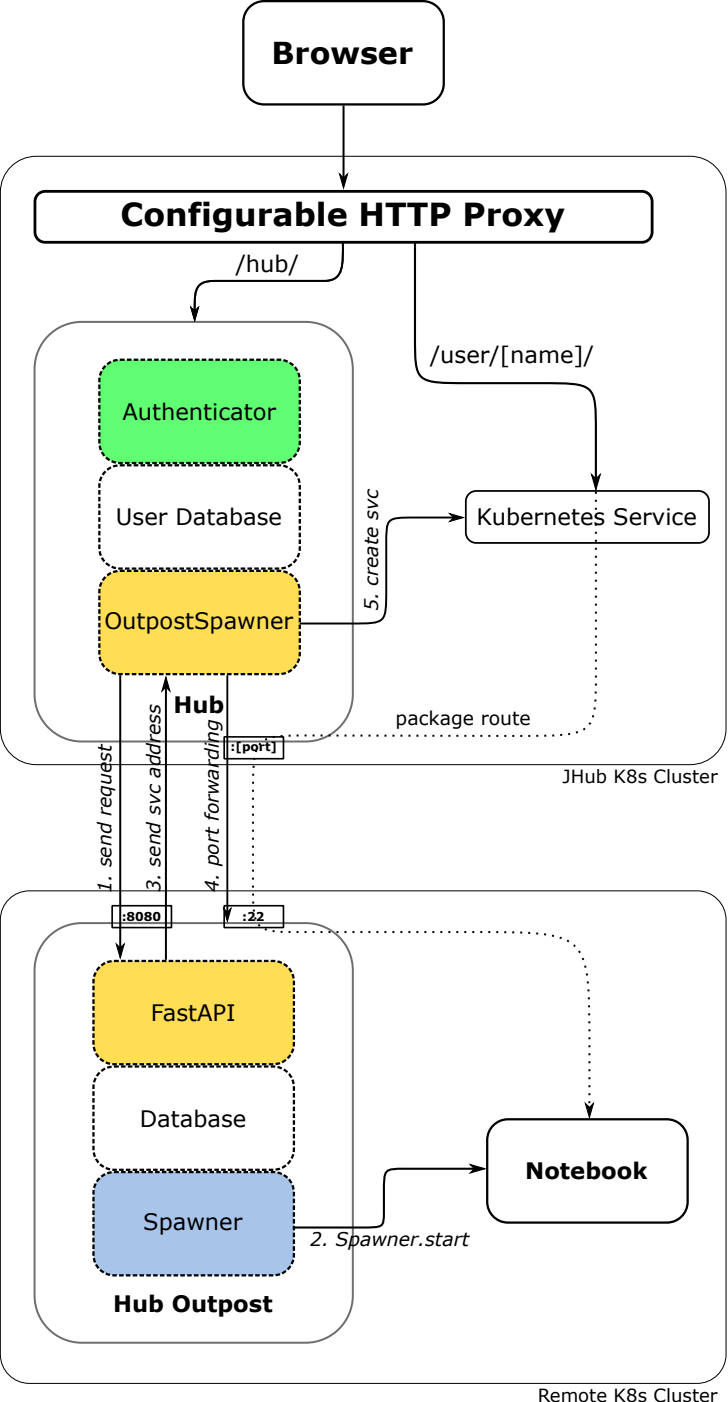 Browser
Configurable HTTP Proxy
/hub/
/user/[name]/
Authenticator
User Database
OutpostSpawner
Kubernetes Service
5. create svc
Hub
package route
:[port]
JHub K8s Cluster
1. send request
3. send svc address
4. port forwarding
:8080
:22
FastAPI
Database
Spawner
Notebook
2. Spawner.start
Hub Outpost
Remote K8s Cluster